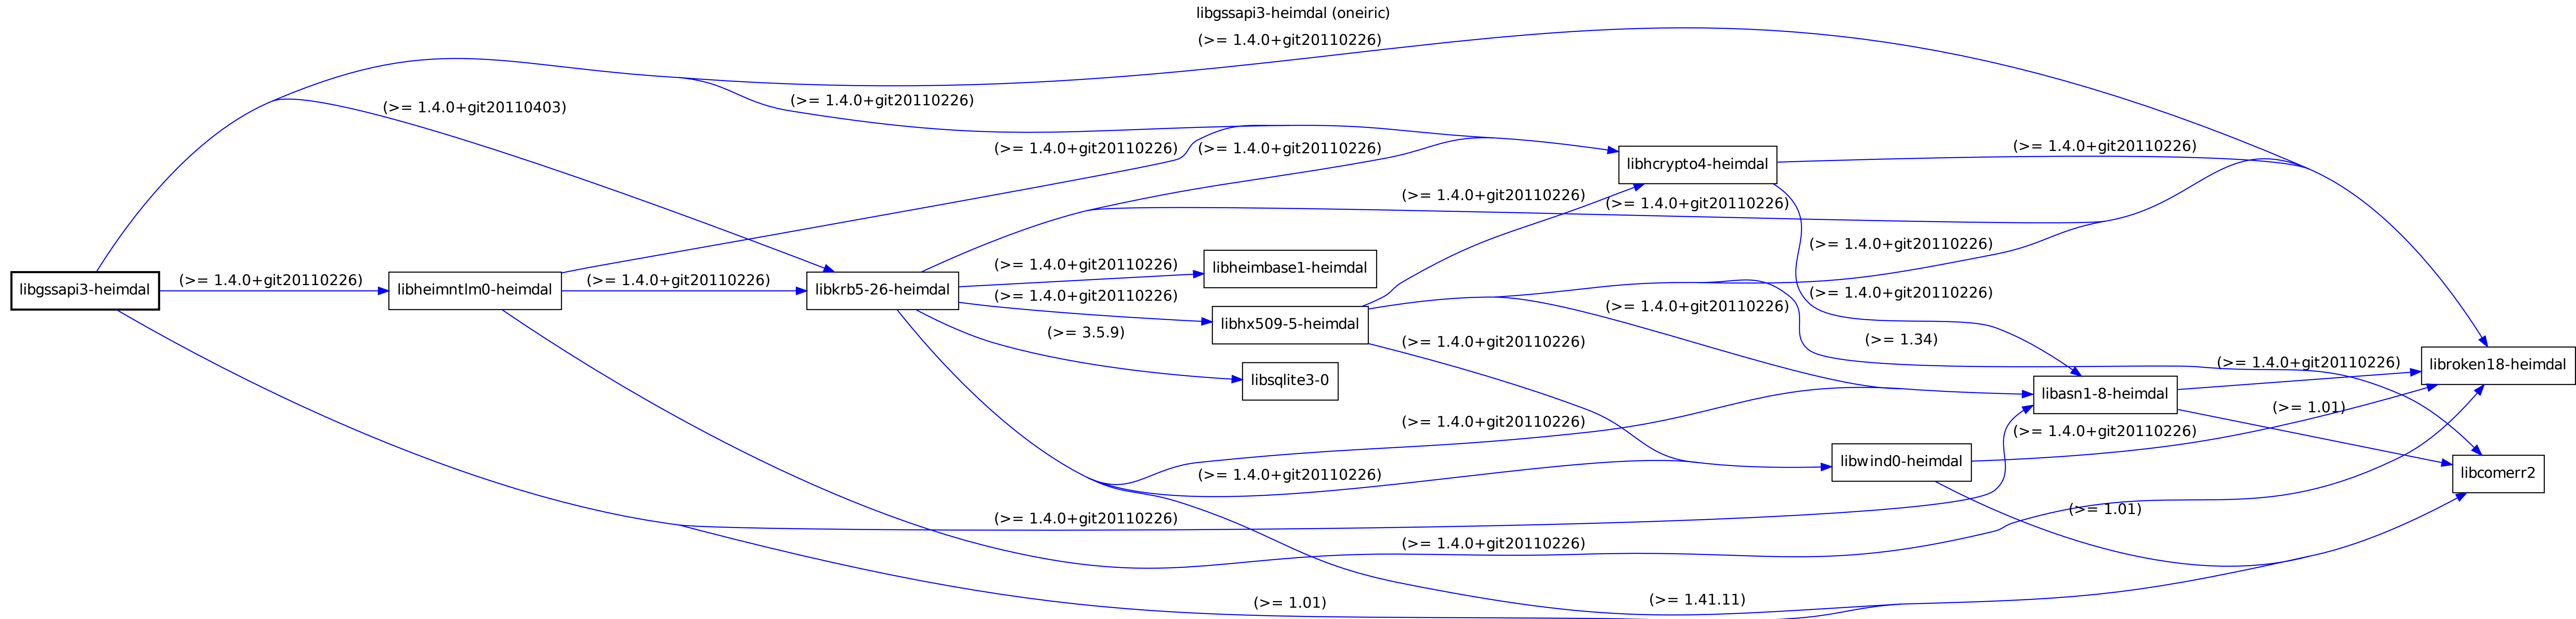 libgssapi3-heimdal (oneiric)
(>= 1.4.0+git20110226)
(>= 1.4.0+git20110226)
(>= 1.4.0+git20110403)
(>= 1.4.0+git20110226)
(>= 1.4.0+git20110226)
(>= 1.4.0+git20110226)
libhcrypto4-heimdal
(>= 1.4.0+git20110226)
(>= 1.4.0+git20110226)
(>= 1.4.0+git20110226)
(>= 1.4.0+git20110226)
(>= 1.4.0+git20110226)
libheimbase1-heimdal
libgssapi3-heimdal
(>= 1.4.0+git20110226)
libheimntlm0-heimdal
(>= 1.4.0+git20110226)
libkrb5-26-heimdal
(>= 1.4.0+git20110226)
(>= 1.4.0+git20110226)
(>= 1.4.0+git20110226)
libhx509-5-heimdal
(>= 3.5.9)
(>= 1.4.0+git20110226)
(>= 1.34)
(>= 1.4.0+git20110226)
libroken18-heimdal
libsqlite3-0
libasn1-8-heimdal
(>= 1.01)
(>= 1.4.0+git20110226)
(>= 1.4.0+git20110226)
libwind0-heimdal
(>= 1.4.0+git20110226)
libcomerr2
(>= 1.01)
(>= 1.4.0+git20110226)
(>= 1.4.0+git20110226)
(>= 1.41.11)
(>= 1.01)